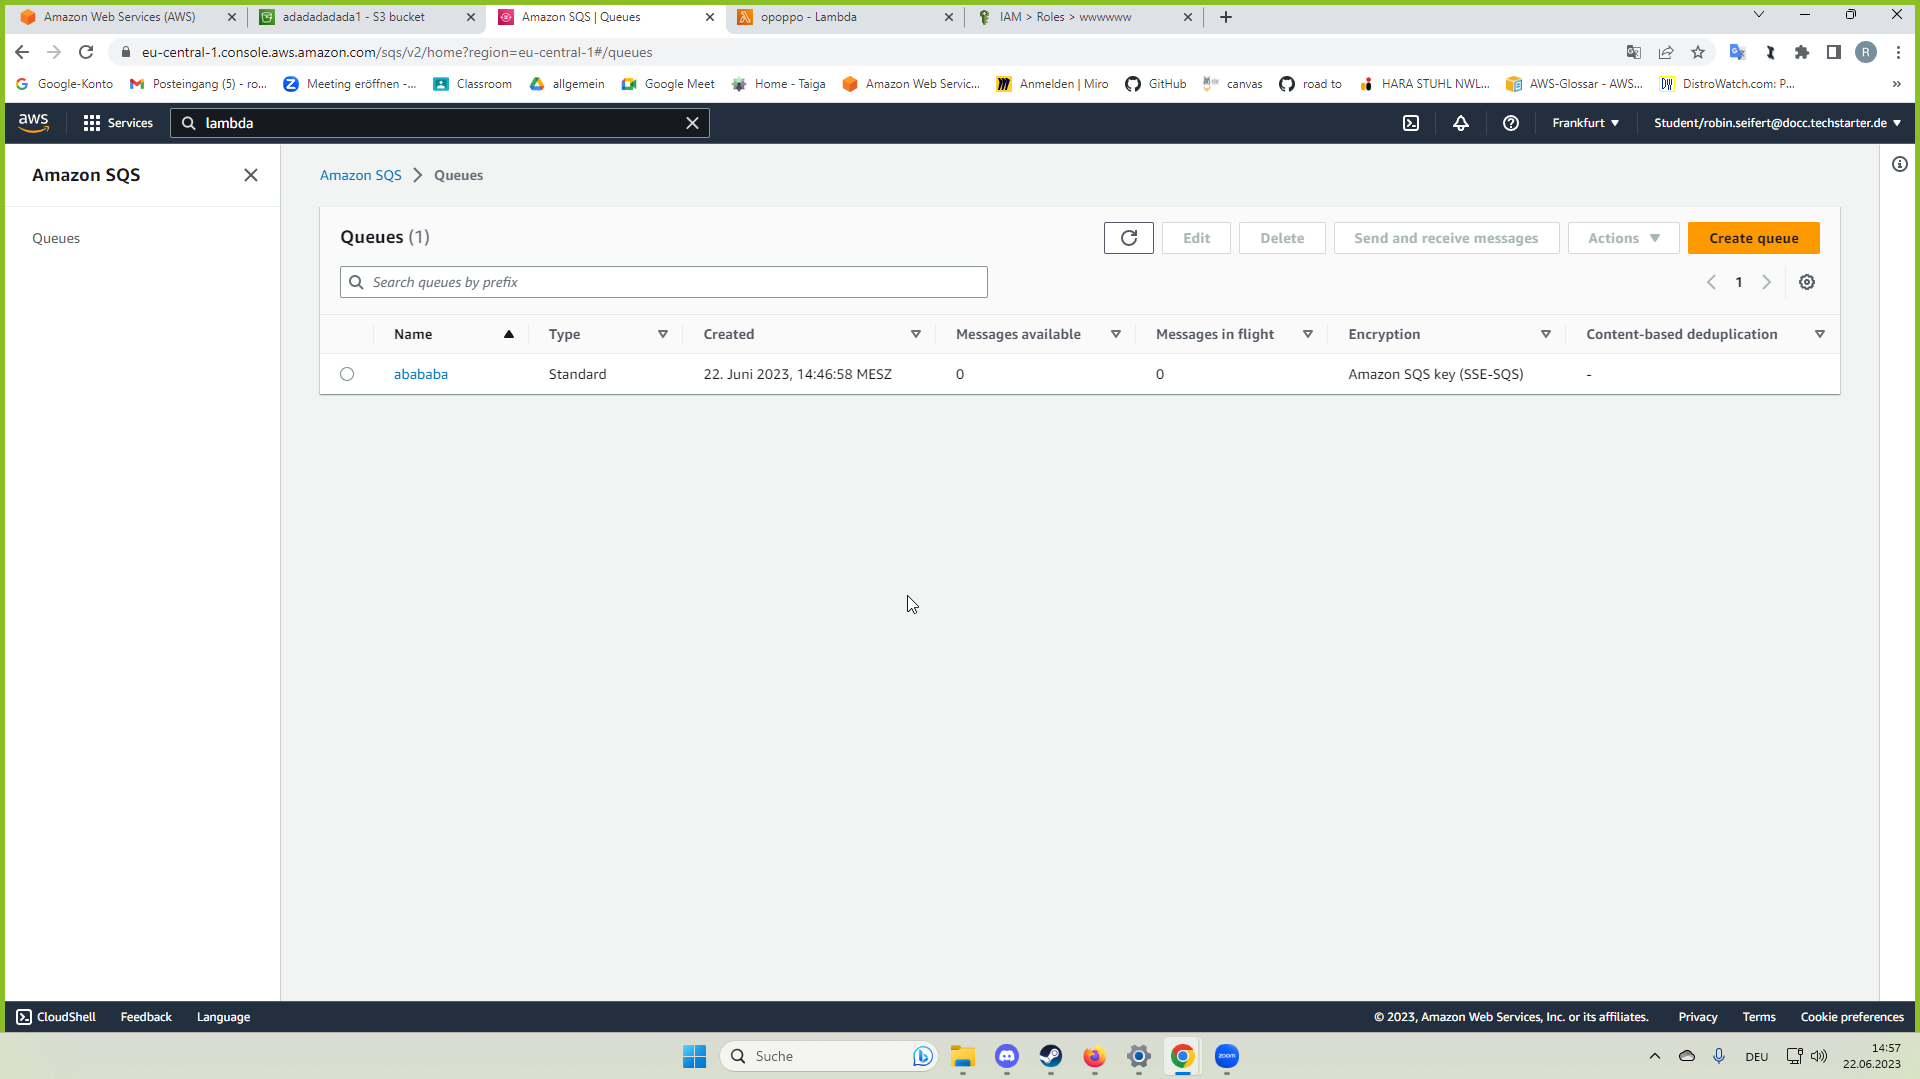 Amazon Web Services (AWS)
adadadadada1 - S3 bucket
Amazon SQS | Queues
opoppo - Lambda
IAM > Roles > wwwwww
eu-central-1.console.aws.amazon.com/sqs/v2/home?region=eu-central-1#/queues
R
Google-Konto
Posteingang (5) - ro...
Meeting eröffnen -...
Classroom
allgemein
Google Meet
Home - Taiga
Amazon Web Servic...
Anmelden | Miro
GitHub
canvas
road to
HARA STUHL NWL...
AWS-Glossar - AWS...
DW
DistroWatch.com: P...
»
aws
Services
lambda
Frankfurt
Student/robin.seifert@docc.techstarter.de
Amazon SQS
Queues
Amazon SQS > Queues
Queues (1)
Edit
Delete
Send and receive messages
Actions
Create queue
Search queues by prefix
1
Name
Type
Created
Messages available
Messages in flight
Encryption
Content-based deduplication
abababa
Standard
22. Juni 2023, 14:46:58 MESZ
0
0
Amazon SQS key (SSE-SQS)
-
CloudShell
Feedback
Language
© 2023, Amazon Web Services, Inc. or its affiliates.
Privacy
Terms
Cookie preferences
Suche
zoom
DEU
14:57
22.06.2023